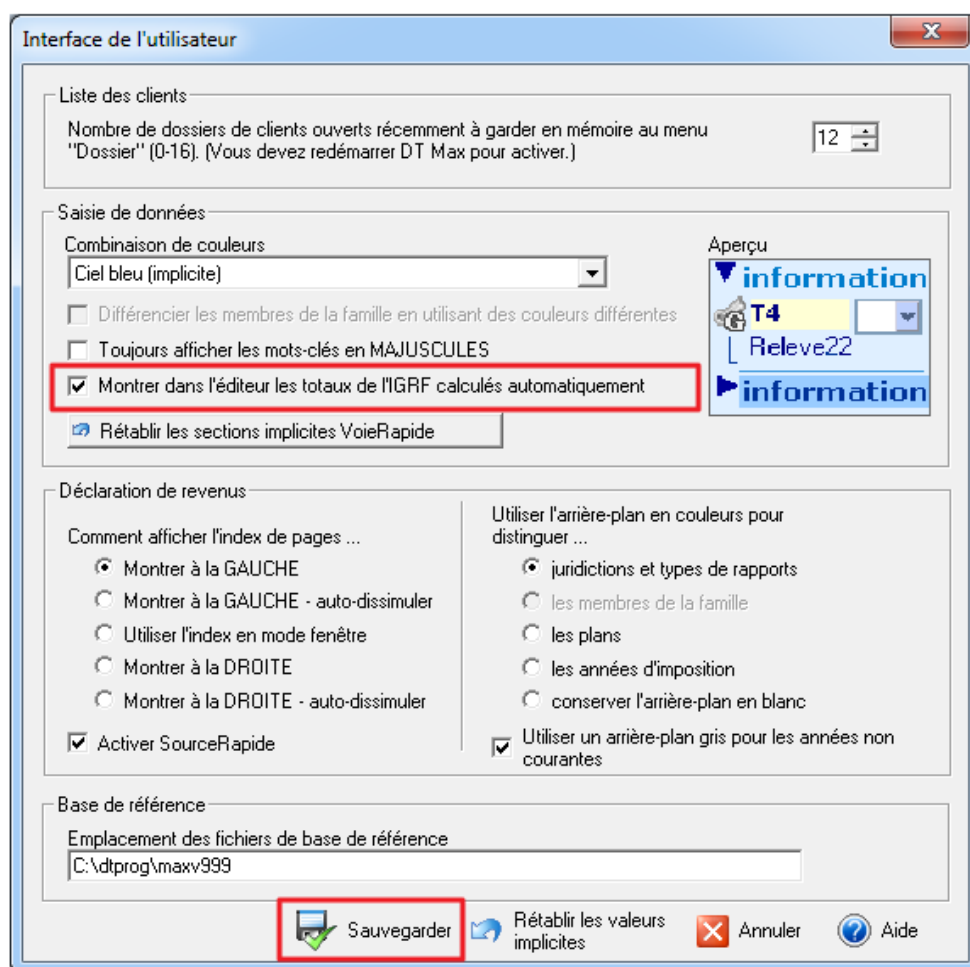 Interface de l'utilisateur
Liste des clients
Nombre de dossiers de clients ouverts récemment à garder en mémoire au menu
"Dossier" (0-16). (Vous devez redémarrer DT Max pour activer.)
12
Saisie de données
Combinaison de couleurs
Ciel bleu (implicite)
Différencier les membres de la famille en utilisant des couleurs différentes
Toujours afficher les mots-clés en MAJUSCULES
Montrer dans l'éditeur les totaux de l'IGRF calculés automatiquement
Rétablir les sections implicites VoieRapide
Aperçu
information
G T4
Releve22
information
Déclaration de revenus
Comment afficher l'index de pages ...
Montrer à la GAUCHE
Montrer à la GAUCHE - auto-dissimuler
Utiliser l'index en mode fenêtre
Montrer à la DROITE
Montrer à la DROITE - auto-dissimuler
Activer SourceRapide
Utiliser l'arrière-plan en couleurs pour
distinguer ...
juridictions et types de rapports
les membres de la famille
les plans
les années d'imposition
conserver l'arrière-plan en blanc
Utiliser un arrière-plan gris pour les années non
courantes
Base de référence
Emplacement des fichiers de base de référence
C:\dtprog\maxv999
Sauvegarder
Rétablir les valeurs
implicites
Annuler
Aide